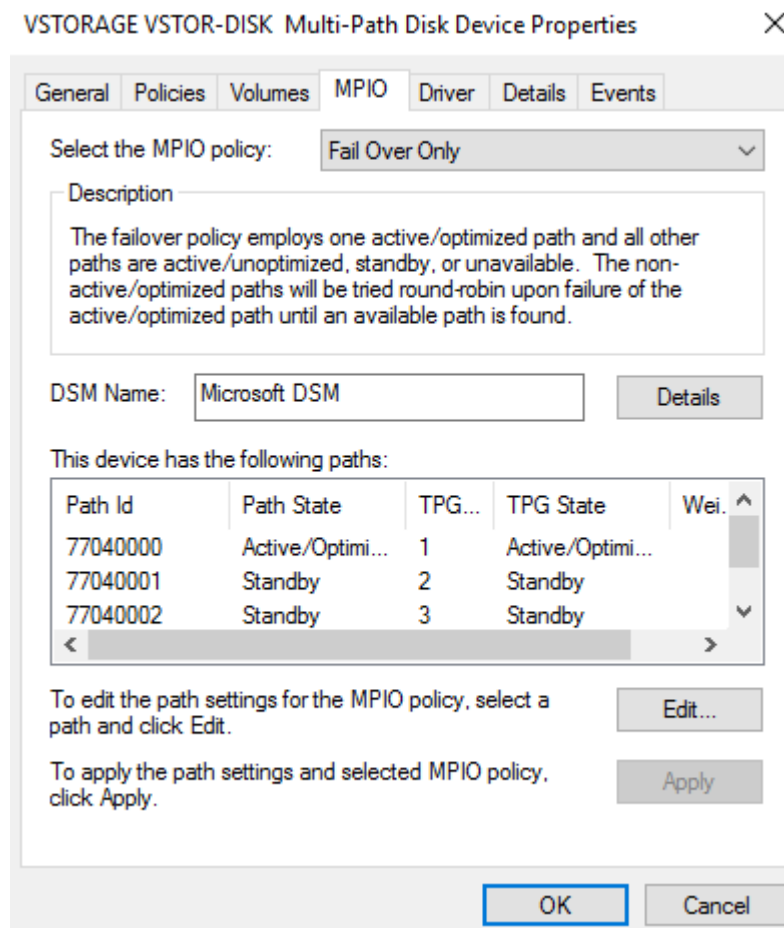 VSTORAGE VSTOR-DISK Multi-Path Disk Device Properties
General Policies Volumes MPIO Driver Details Events
Select the MPIO policy: Fail Over Only
Description
The failover policy employs one active/optimized path and all other
paths are active/unoptimized, standby, or unavailable. The non-
active/optimized paths will be tried round-robin upon failure of the
active/optimized path until an available path is found.
DSM Name: Microsoft DSM Details
This device has the following paths:
Path Id Path State TPG... TPG State Wei.
77040000 Active/Optimi... 1 Active/Optimi...
77040001 Standby 2 Standby
77040002 Standby 3 Standby
To edit the path settings for the MPIO policy, select a
path and click Edit.
Edit...
To apply the path settings and selected MPIO policy,
click Apply.
Apply
OK Cancel